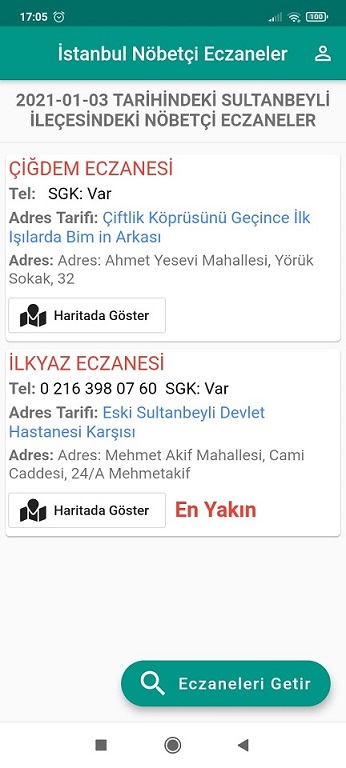 17:05
100
İstanbul Nöbetçi Eczaneler
2021-01-03 TARİHİNDEKİ SULTANBEYLİ
İLEÇESİNDEKİ NÖBETÇİ ECZANELER
ÇİĞDEM ECZANESİ
Tel: SGK: Var
Adres Tarifi: Çiftlik Köprüsünü Geçince İlk
Işılarda Bim in Arkası
Adres: Adres: Ahmet Yesevi Mahallesi, Yörük
Sokak, 32
Haritada Göster
İLKYAZ ECZANESİ
Tel: 0 216 398 07 60 SGK: Var
Adres Tarifi: Eski Sultanbeyli Devlet
Hastanesi Karşısı
Adres: Adres: Mehmet Akif Mahallesi, Cami
Caddesi, 24/A Mehmetakif
Haritada Göster En Yakın
Eczaneleri Getir